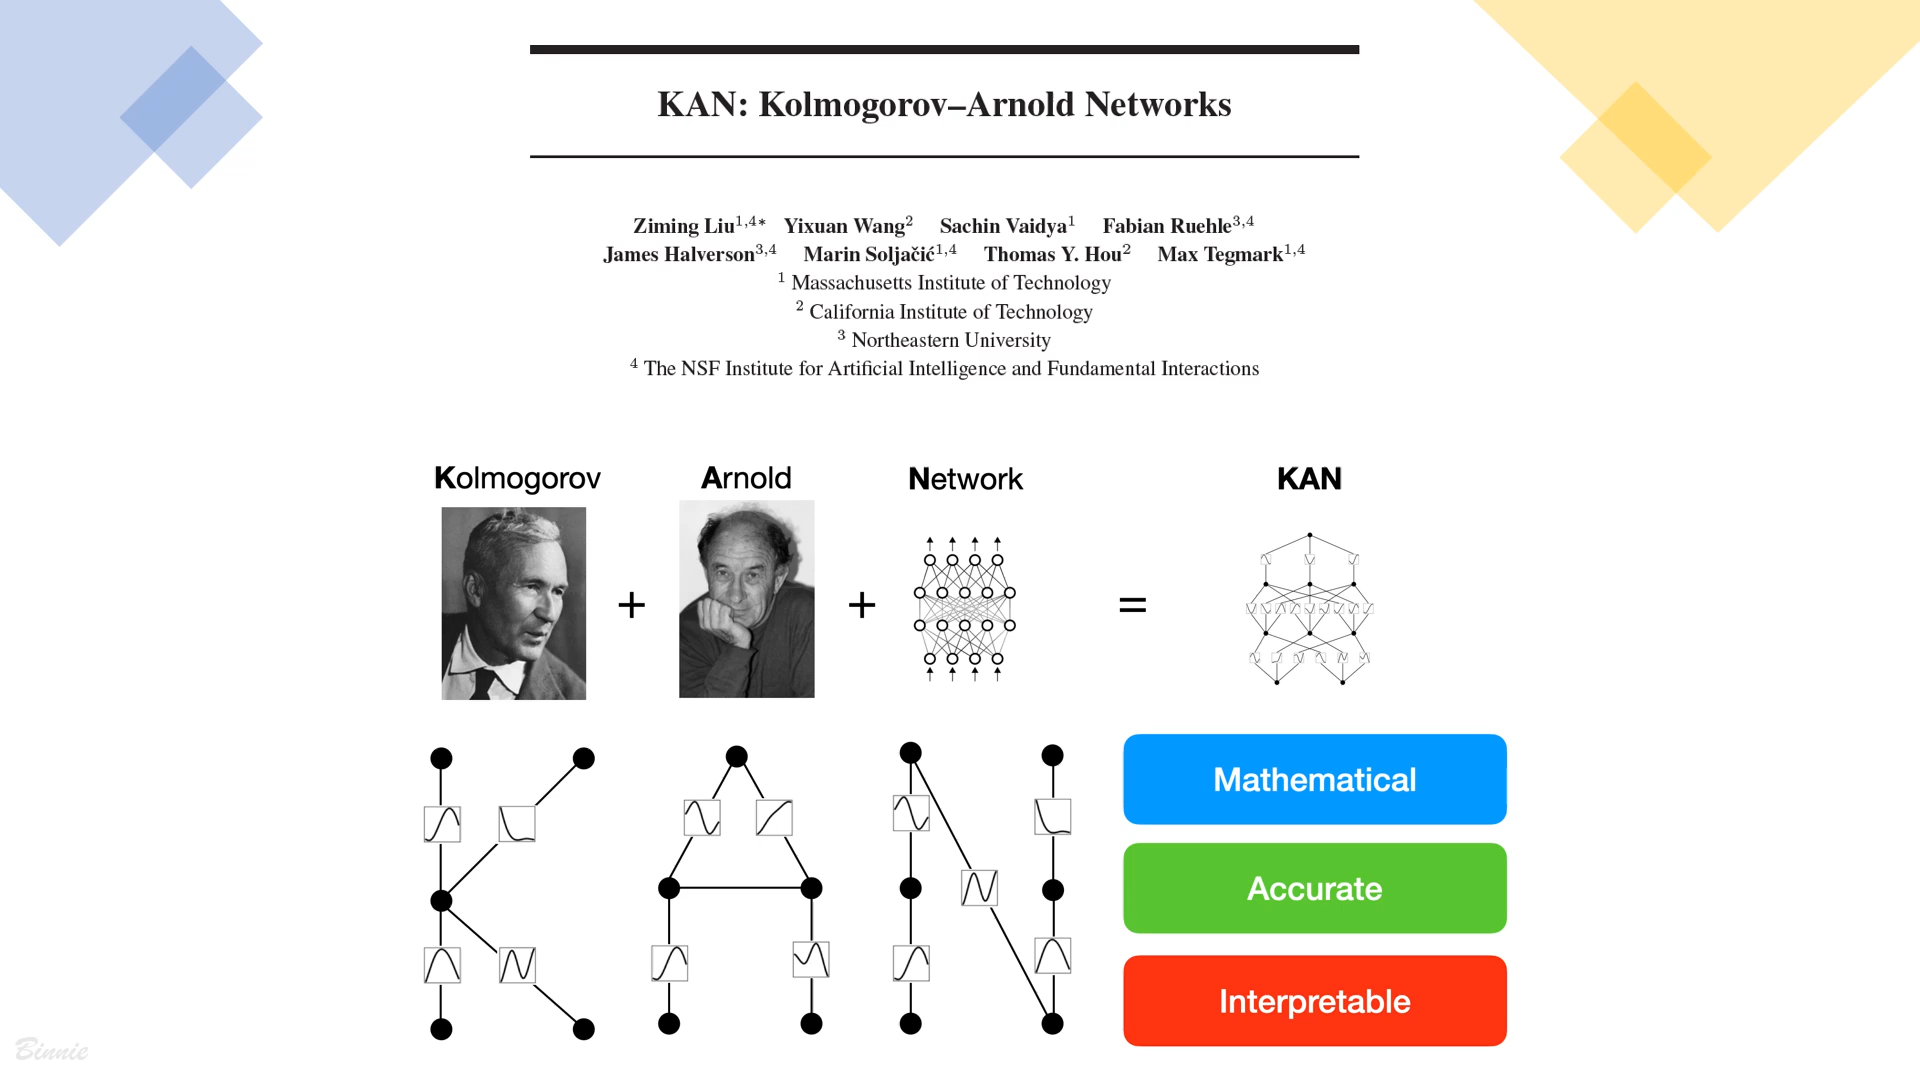 KAN: Kolmogorov–Arnold Networks
Ziming Liu¹,⁴* Yixuan Wang² Sachin Vaidya¹ Fabian Ruehle³,⁴
James Halverson³,⁴ Marin Soljačić¹,⁴ Thomas Y. Hou² Max Tegmark¹,⁴
¹ Massachusetts Institute of Technology
² California Institute of Technology
³ Northeastern University
⁴ The NSF Institute for Artificial Intelligence and Fundamental Interactions
Kolmogorov Arnold Network KAN
+ + =
Mathematical
Accurate
Interpretable
Binnie